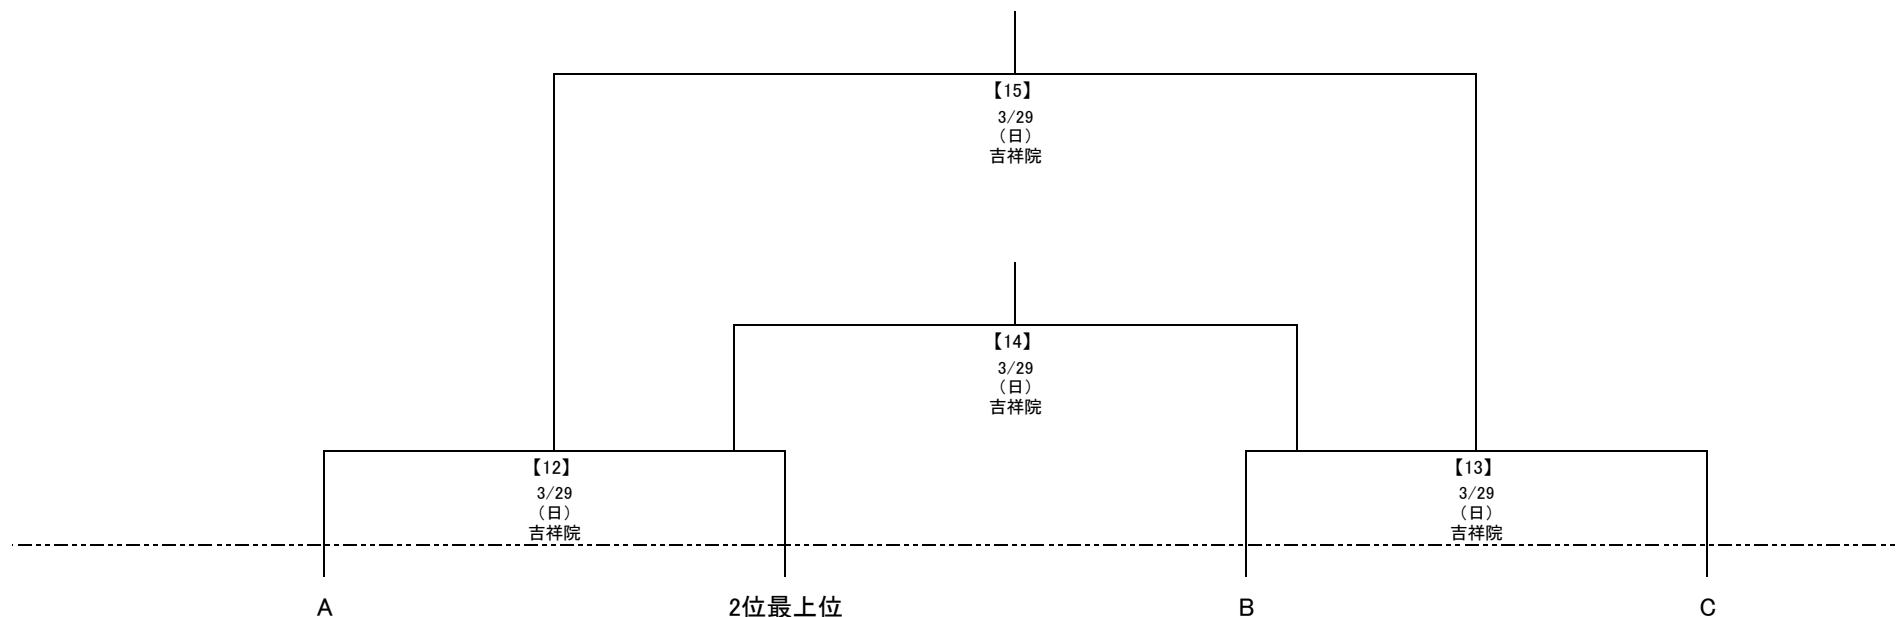 【15】
3/29
（日）
吉祥院
【14】
3/29
（日）
吉祥院
【12】
3/29
（日）
吉祥院
【13】
3/29
（日）
吉祥院
A
2位最上位
B
C